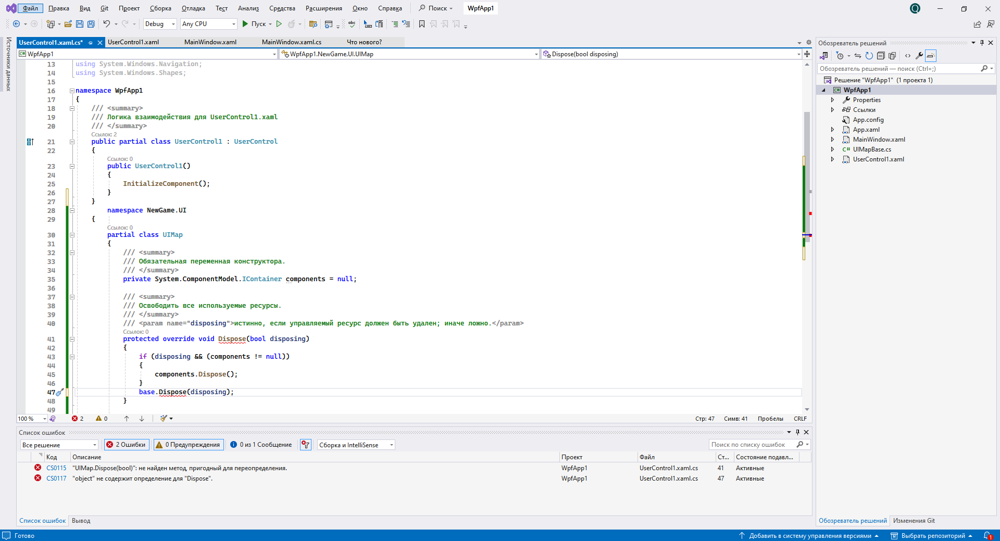 Файл Правка Вид Git Проект Сборка Отладка Тест Анализ Средства Расширения Окно Справка Поиск WpfApp1
Debug Any CPU Пуск
Источники данных
UserControl1.xaml.cs* UserControl1.xaml MainWindow.xaml MainWindow.xaml.cs Что нового?
WpfApp1 WpfApp1.NewGame.UI.UIMap Dispose(bool disposing)
13 using System.Windows.Navigation;
14 using System.Windows.Shapes;
15
16 namespace WpfApp1
17 {
18 /// <summary>
19 /// Логика взаимодействия для UserControl1.xaml
20 /// </summary>
Ссылок: 2
21 public partial class UserControl1 : UserControl
22 {
Ссылок: 0
23 public UserControl1()
24 {
25 InitializeComponent();
26 }
27 }
28 namespace NewGame.UI
29 {
Ссылок: 0
30 partial class UIMap
31 {
32 /// <summary>
33 /// Обязательная переменная конструктора.
34 /// </summary>
35 private System.ComponentModel.IContainer components = null;
36
37 /// <summary>
38 /// Освободить все используемые ресурсы.
39 /// </summary>
40 /// <param name="disposing">истинно, если управляемый ресурс должен быть удален; иначе ложно.</param>
Ссылок: 0
41 protected override void Dispose(bool disposing)
42 {
43 if (disposing && (components != null))
44 {
45 components.Dispose();
46 }
47 base.Dispose(disposing);
48 }
49
100 % 2 0 Стр: 47 Симв: 41 Пробелы CRLF
Список ошибок
Все решение 2 Ошибки 0 Предупреждения 0 из 1 Сообщение Сборка и IntelliSense Поиск по списку ошибок
Код Описание Проект Файл Ст... Состояние подавл...
CS0115 "UIMap.Dispose(bool)": не найден метод, пригодный для переопределения. WpfApp1 UserControl1.xaml.cs 41 Активные
CS0117 "object" не содержит определение для "Dispose". WpfApp1 UserControl1.xaml.cs 47 Активные
Список ошибок Вывод
Обозреватель решений
Обозреватель решений — поиск (Ctrl+;)
Решение "WpfApp1" (1 проекта 1)
WpfApp1
Properties
Ссылки
App.config
App.xaml
MainWindow.xaml
UIMapBase.cs
UserControl1.xaml
Обозреватель решений Изменения Git
Готово Добавить в систему управления версиями Выбрать репозиторий 1